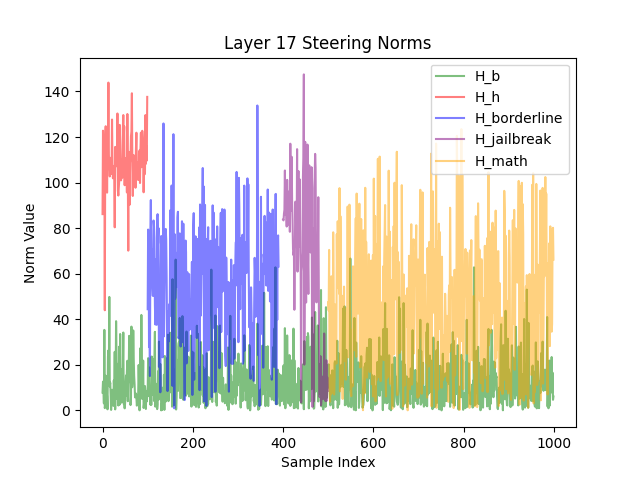 Layer 17 Steering Norms
H_b
H_h
H_borderline
H_jailbreak
H_math
Norm Value
140
120
100
80
60
40
20
0
0
200
400
600
800
1000
Sample Index